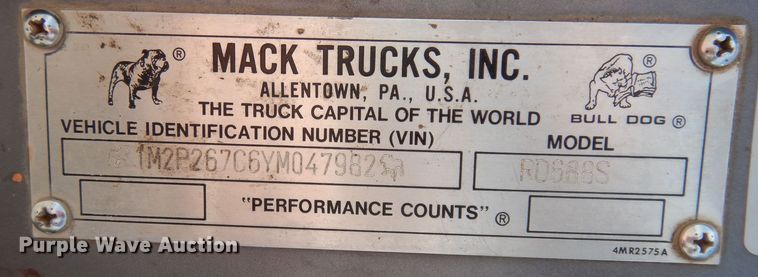 MACK TRUCKS, INC.
ALLENTOWN, PA., U.S.A.
THE TRUCK CAPITAL OF THE WORLD
BULL DOG ®
VEHICLE IDENTIFICATION NUMBER (VIN)
MODEL
1M2P267C6YM047982
RD688S
"PERFORMANCE COUNTS" ®
4MR2575A
Purple Wave Auction